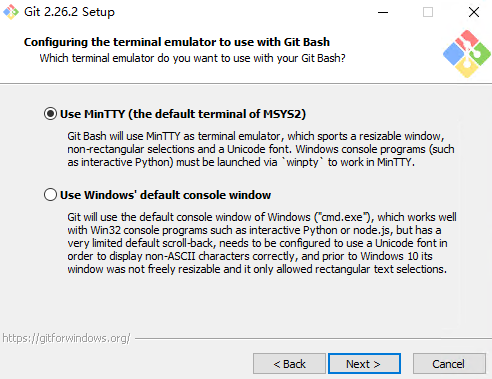 Git 2.26.2 Setup
Configuring the terminal emulator to use with Git Bash
Which terminal emulator do you want to use with your Git Bash?
Use MinTTY (the default terminal of MSYS2)
Git Bash will use MinTTY as terminal emulator, which sports a resizable window,
non-rectangular selections and a Unicode font. Windows console programs (such
as interactive Python) must be launched via `winpty` to work in MinTTY.
Use Windows' default console window
Git will use the default console window of Windows ("cmd.exe"), which works well
with Win32 console programs such as interactive Python or node.js, but has a
very limited default scroll-back, needs to be configured to use a Unicode font in
order to display non-ASCII characters correctly, and prior to Windows 10 its
window was not freely resizable and it only allowed rectangular text selections.
https://gitforwindows.org/
< Back
Next >
Cancel